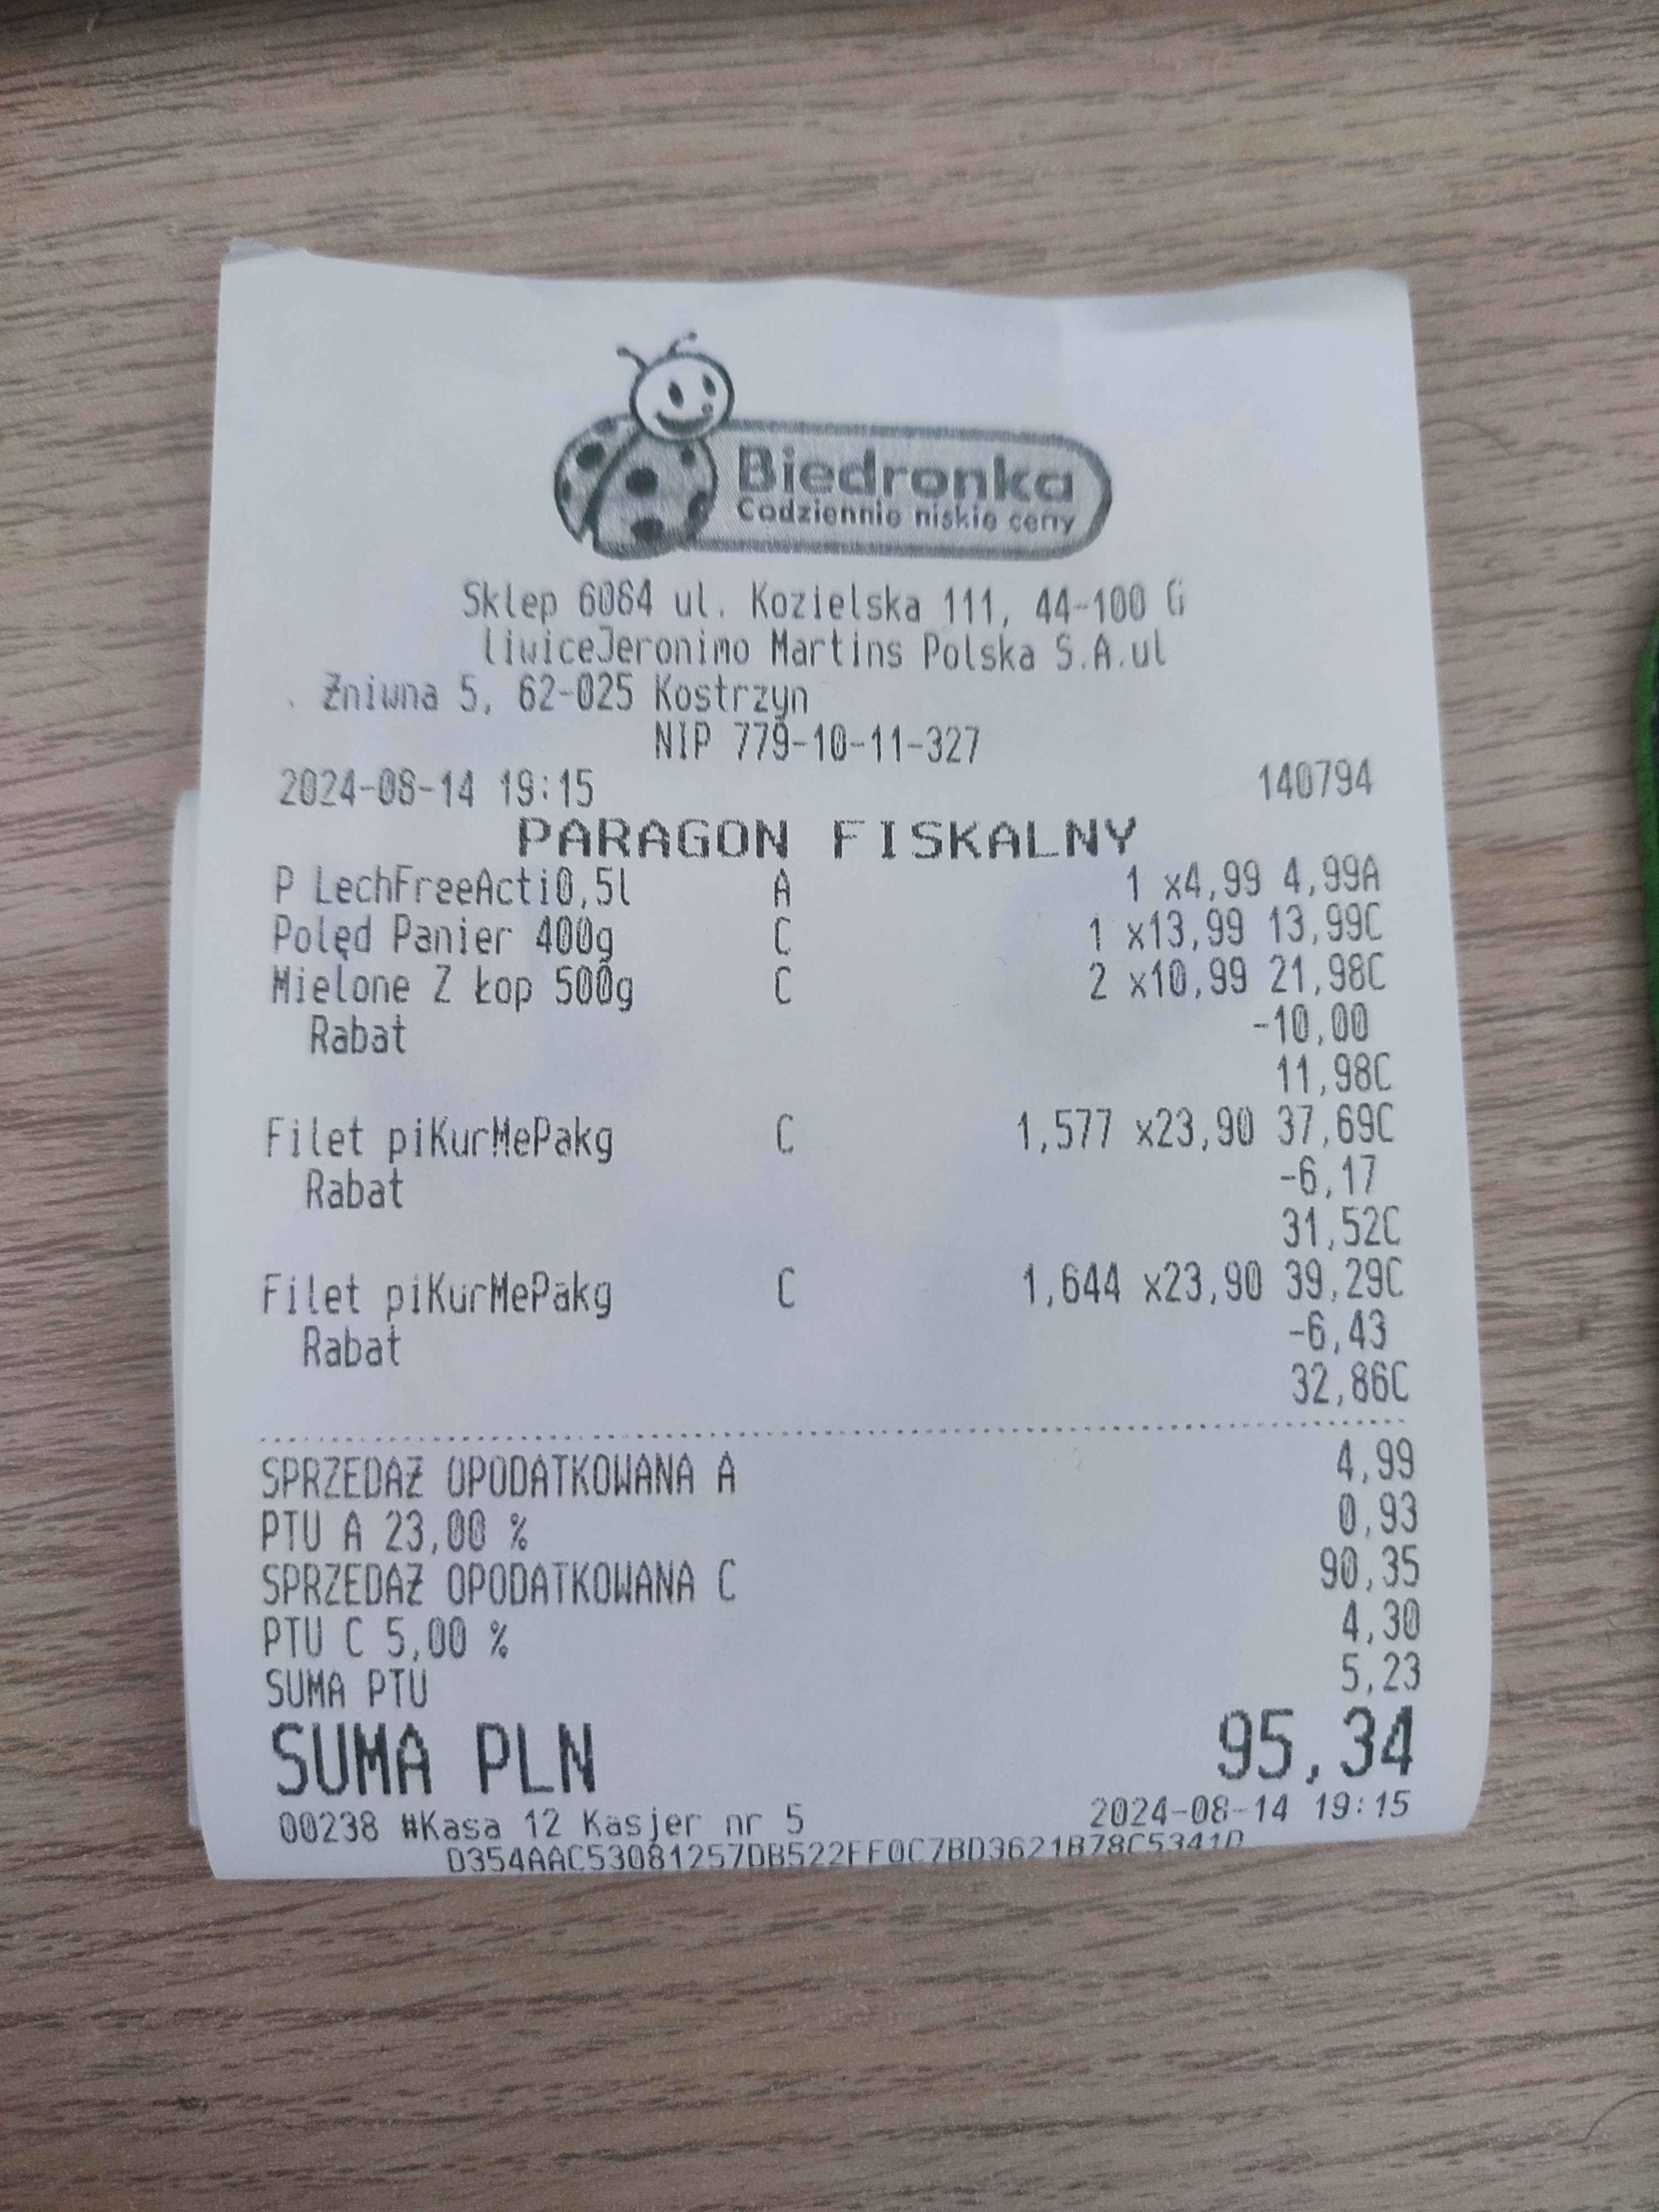 Biedronka
Codziennie niskie ceny
Sklep 6084 ul. Kozielska 111, 44-100 G
liwiceJeronimo Martins Polska S.A.ul
. Żniwna 5, 62-025 Kostrzyn
NIP 779-10-11-327
2024-08-14 19:15 140794
PARAGON FISKALNY
P LechFreeActi0,5l A 1 x4,99 4,99A
Polęd Panier 400g C 1 x13,99 13,99C
Mielone Z Łop 500g C 2 x10,99 21,98C
Rabat -10,00
11,98C
Filet piKurMePakg C 1,577 x23,90 37,69C
Rabat -6,17
31,52C
Filet piKurMePakg C 1,644 x23,90 39,29C
Rabat -6,43
32,86C
SPRZEDAŻ OPODATKOWANA A 4,99
PTU A 23,00 % 0,93
SPRZEDAŻ OPODATKOWANA C 90,35
PTU C 5,00 % 4,30
SUMA PTU 5,23
SUMA PLN 95,34
00238 #Kasa 12 Kasjer nr 5 2024-08-14 19:15
D354AAC53081257DB522FF0C7BD3621B78C5341D